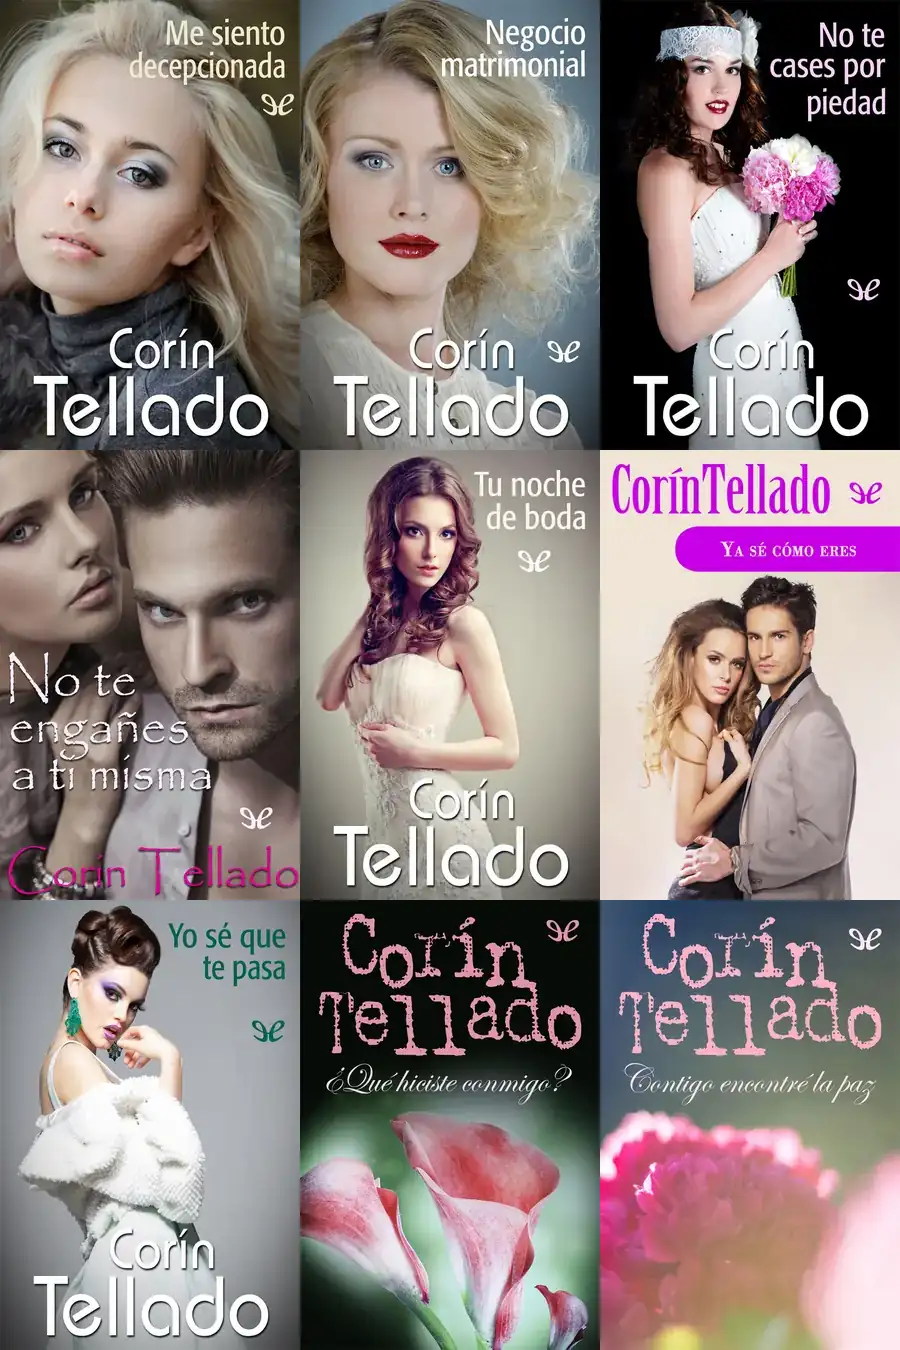 Me siento
decepcionada
Corín
Tellado
Negocio
matrimonial
Corín
Tellado
No te
cases por
piedad
Corín
Tellado
No te
engañes
a ti misma
Corín Tellado
Tu noche
de boda
Corín
Tellado
CorínTellado
Ya sé cómo eres
Yo sé que
te pasa
Corín
Tellado
Corín
Tellado
¿Qué hiciste conmigo?
Corín
Tellado
Contigo encontré la paz